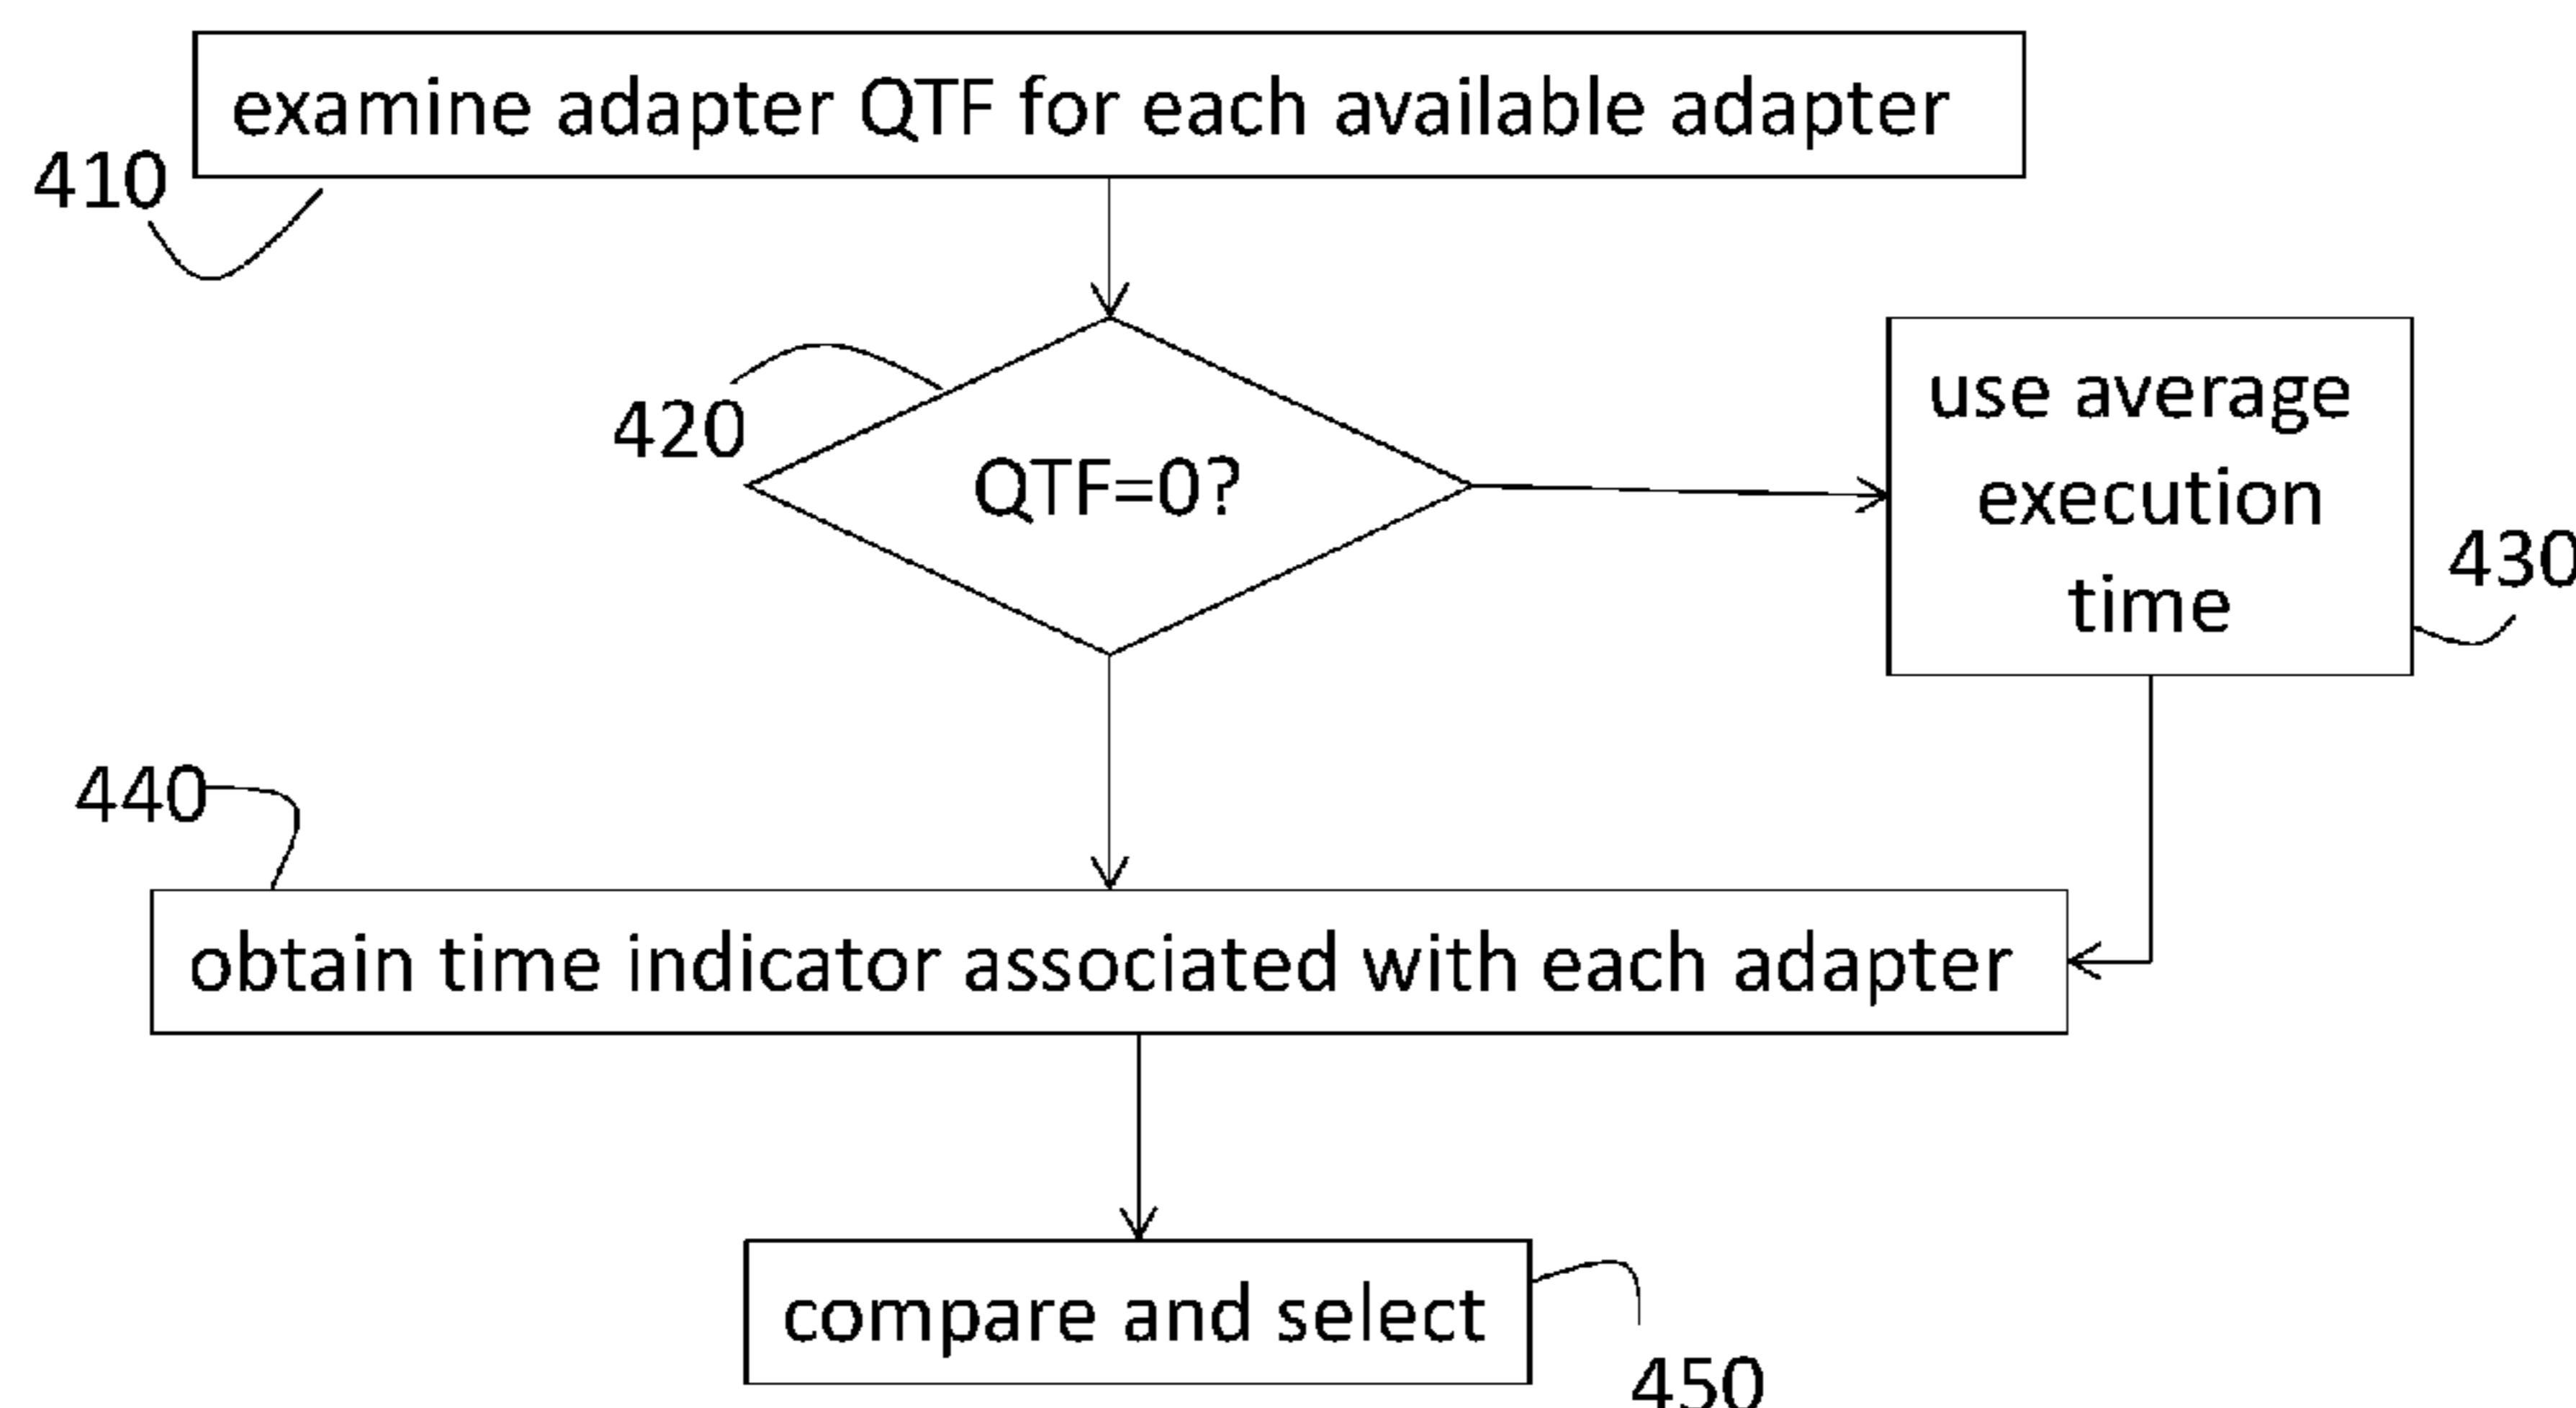 examine adapter QTF for each available adapter
410
420
QTF=0?
use average
execution
time
430
440
obtain time indicator associated with each adapter
compare and select
450